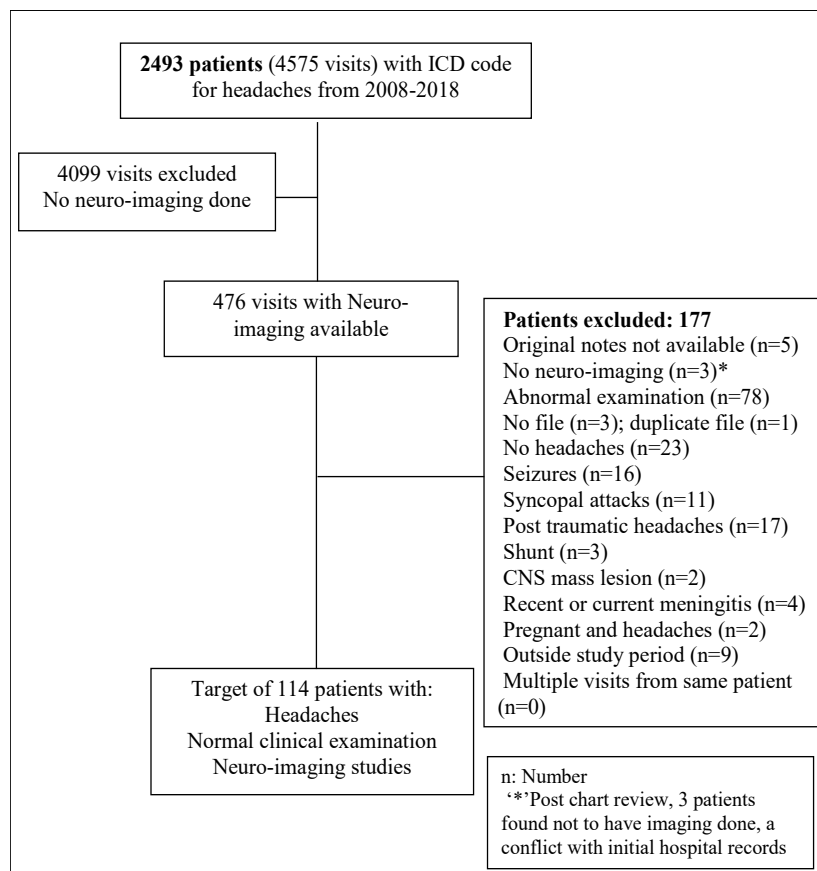 2493 patients (4575 visits) with ICD code
for headaches from 2008-2018
4099 visits excluded
No neuro-imaging done
476 visits with Neuro-
imaging available
Patients excluded: 177
Original notes not available (n=5)
No neuro-imaging (n=3)*
Abnormal examination (n=78)
No file (n=3); duplicate file (n=1)
No headaches (n=23)
Seizures (n=16)
Syncopal attacks (n=11)
Post traumatic headaches (n=17)
Shunt (n=3)
CNS mass lesion (n=2)
Recent or current meningitis (n=4)
Pregnant and headaches (n=2)
Outside study period (n=9)
Multiple visits from same patient
(n=0)
Target of 114 patients with:
Headaches
Normal clinical examination
Neuro-imaging studies
n: Number
‘*’Post chart review, 3 patients
found not to have imaging done, a
conflict with initial hospital records